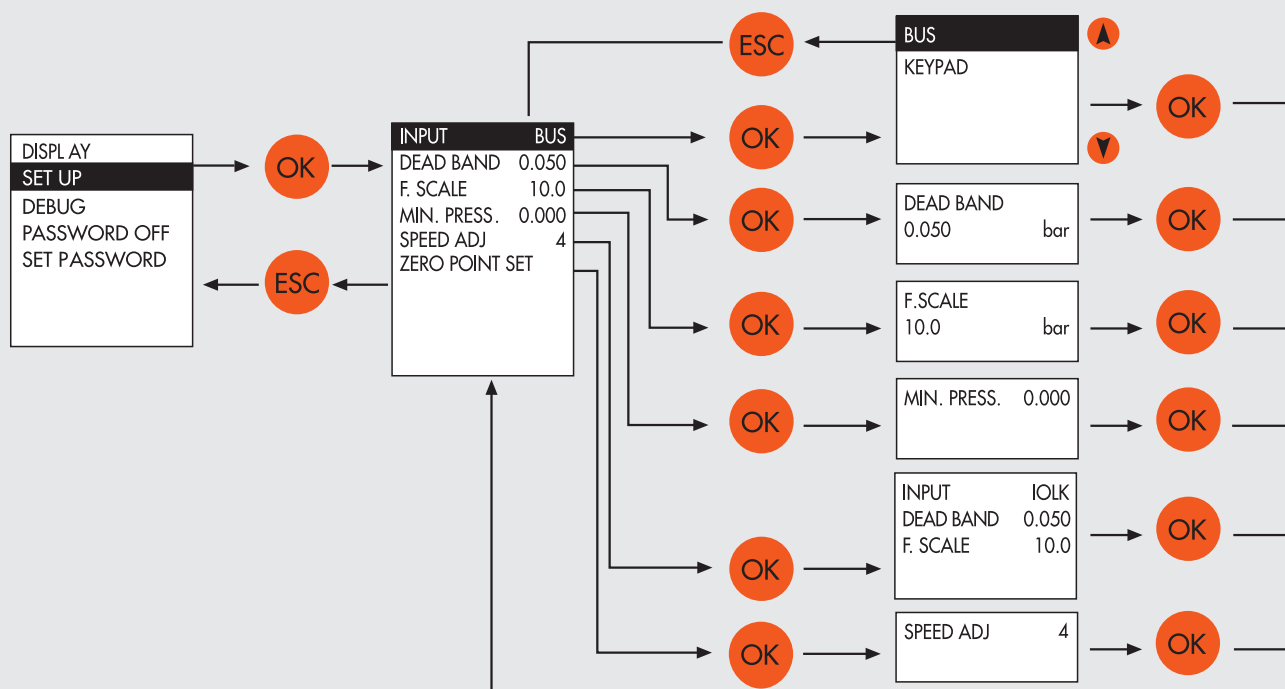 DISPLAY
SET UP
DEBUG
PASSWORD OFF
SET PASSWORD
OK
ESC
INPUT BUS
DEAD BAND 0.050
F. SCALE 10.0
MIN. PRESS. 0.000
SPEED ADJ 4
ZERO POINT SET
ESC
BUS
KEYPAD
OK
OK
OK
DEAD BAND
0.050 bar
OK
OK
F.SCALE
10.0 bar
OK
OK
MIN. PRESS. 0.000
OK
OK
INPUT IOLK
DEAD BAND 0.050
F. SCALE 10.0
OK
OK
SPEED ADJ 4
OK